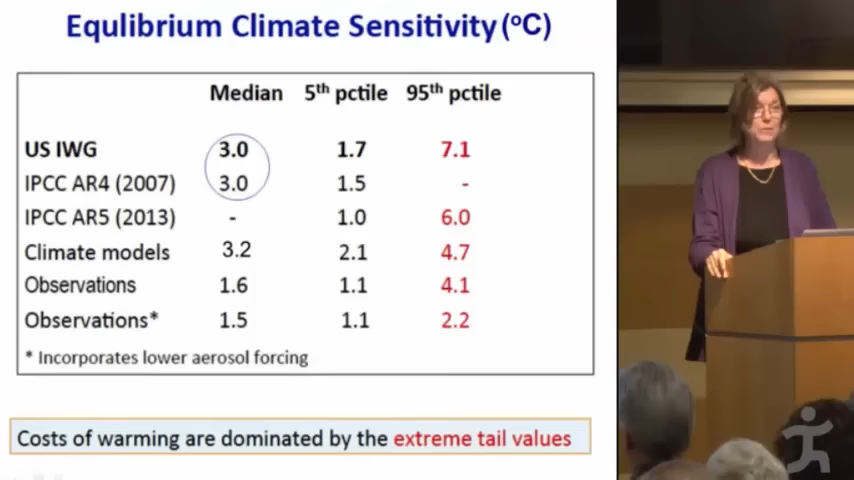 Equlibrium Climate Sensitivity (ºC)
Median 5th pctile 95th pctile
US IWG 3.0 1.7 7.1
IPCC AR4 (2007) 3.0 1.5 -
IPCC AR5 (2013) - 1.0 6.0
Climate models 3.2 2.1 4.7
Observations 1.6 1.1 4.1
Observations* 1.5 1.1 2.2
* Incorporates lower aerosol forcing
Costs of warming are dominated by the extreme tail values